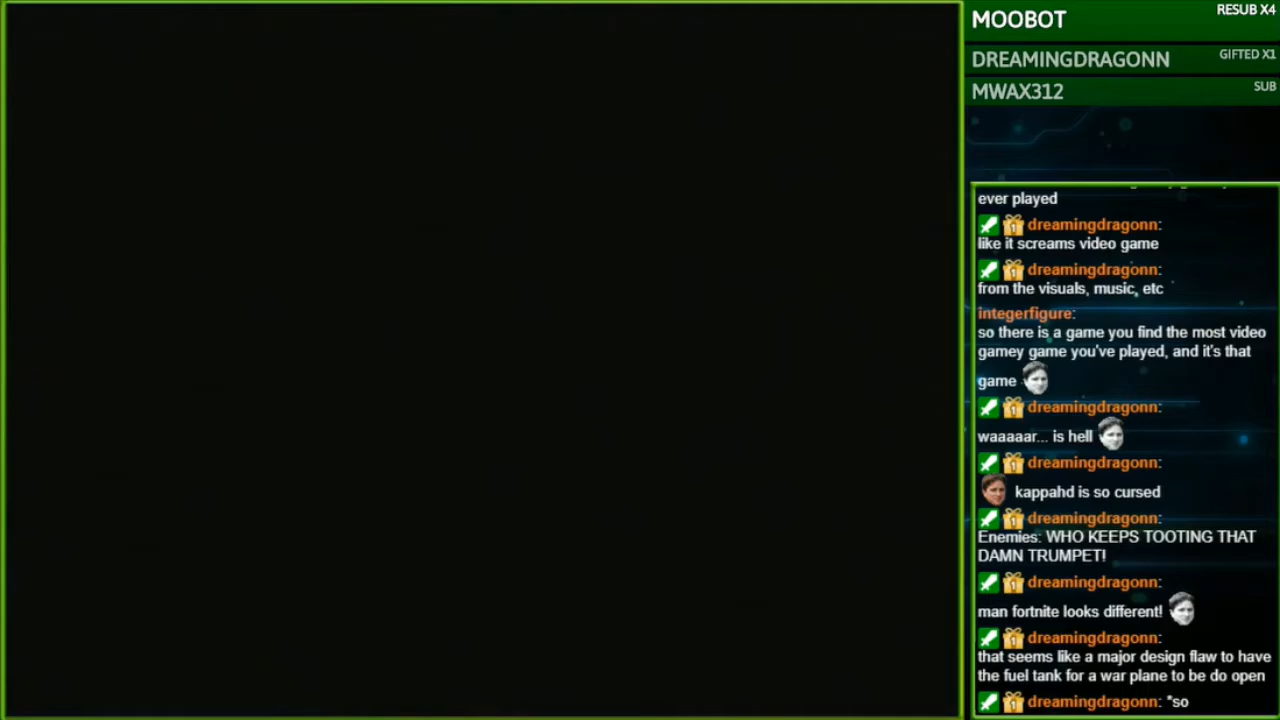 MOOBOT RESUB X4
DREAMINGDRAGONN GIFTED X1
MWAX312 SUB
ever played
dreamingdragonn:
like it screams video game
dreamingdragonn:
from the visuals, music, etc
integerfigure:
so there is a game you find the most video
gamey game you've played, and it's that
game
dreamingdragonn:
waaaaar... is hell
dreamingdragonn:
kappahd is so cursed
dreamingdragonn:
Enemies: WHO KEEPS TOOTING THAT
DAMN TRUMPET!
dreamingdragonn:
man fortnite looks different!
dreamingdragonn:
that seems like a major design flaw to have
the fuel tank for a war plane to be do open
dreamingdragonn: *so